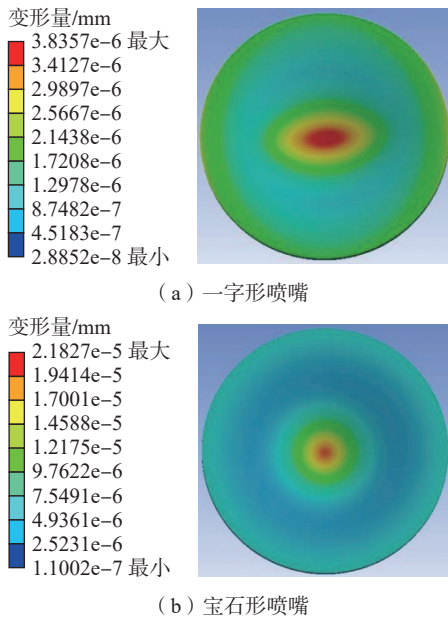 变形量/mm
3.8357e−6 最大
3.4127e−6
2.9897e−6
2.5667e−6
2.1438e−6
1.7208e−6
1.2978e−6
8.7482e−7
4.5183e−7
2.8852e−8 最小
（a）一字形喷嘴
变形量/mm
2.1827e−5 最大
1.9414e−5
1.7001e−5
1.4588e−5
1.2175e−5
9.7622e−6
7.5491e−6
4.9361e−6
2.5231e−6
1.1002e−7 最小
（b）宝石形喷嘴